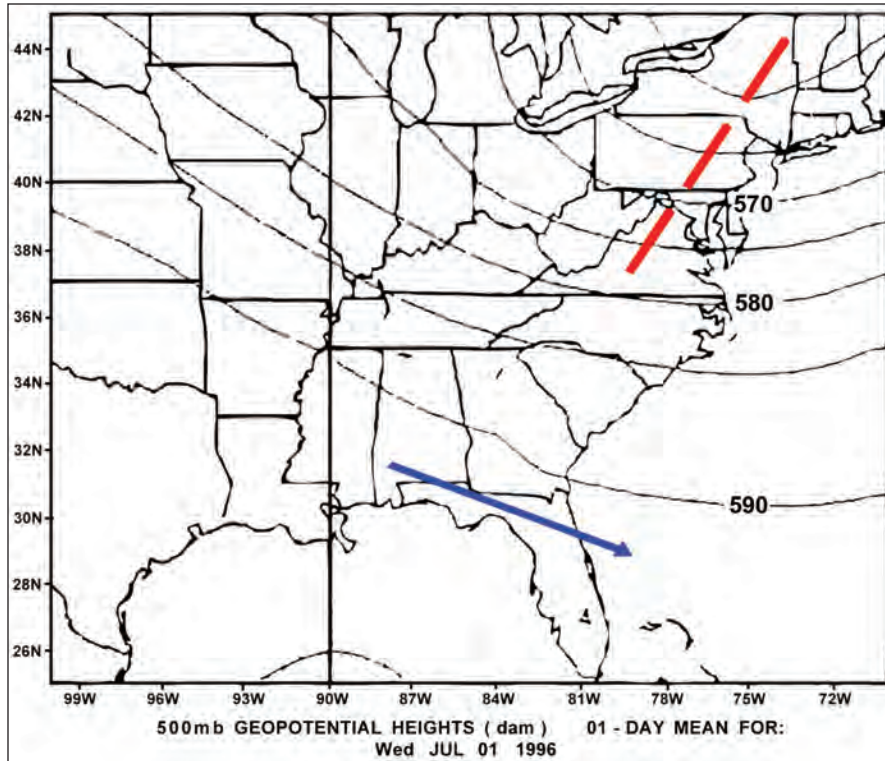 44N
42N
40N
570
38N
580
36N
34N
32N
590
30N
28N
26N
99W 96W 93W 90W 87W 84W 81W 78W 75W 72W
500mb GEOPOTENTIAL HEIGHTS ( dam ) 01 - DAY MEAN FOR:
Wed JUL 01 1996